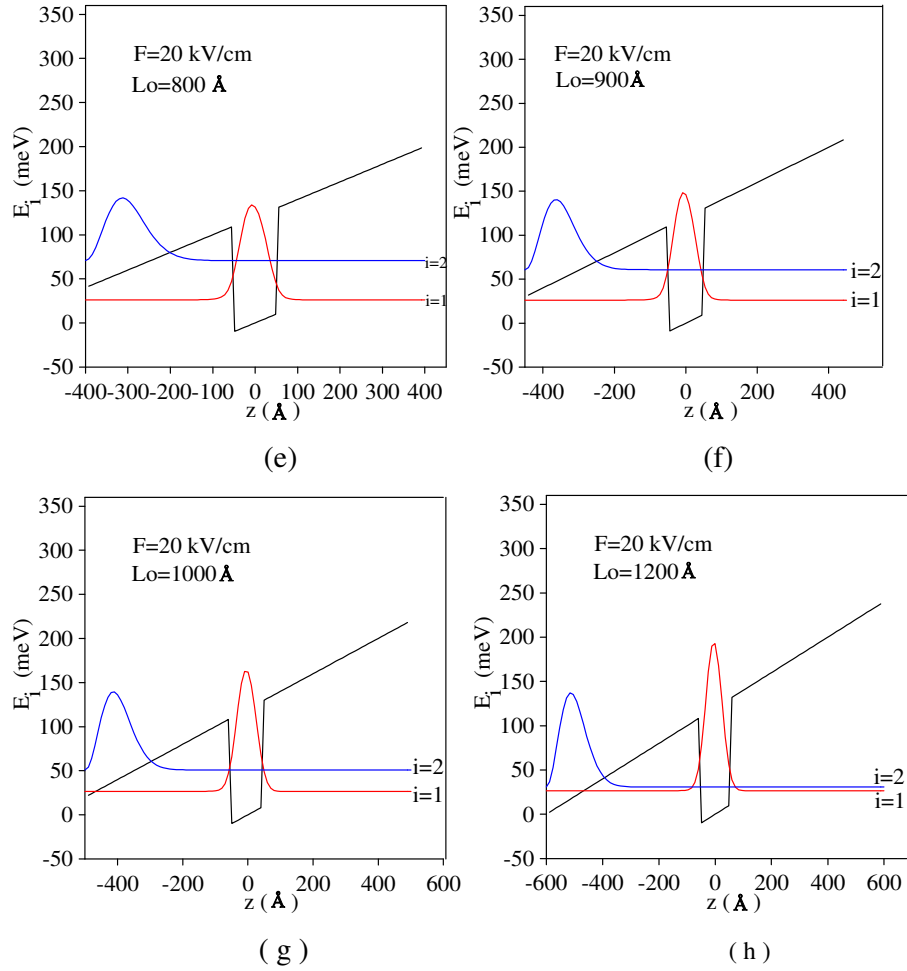 350
300
250
200
150
100
50
0
-50
E_i (meV)
F=20 kV/cm
Lo=800 Å
i=2
i=1
-400-300-200-100 0 100 200 300 400
z ( Å )
(e)
350
300
250
200
150
100
50
0
-50
E_i (meV)
F=20 kV/cm
Lo=900Å
i=2
i=1
-400 -200 0 200 400
z ( Å )
(f)
350
300
250
200
150
100
50
0
-50
E_i (meV)
F=20 kV/cm
Lo=1000 Å
i=2
i=1
-400 -200 0 200 400 600
z ( Å )
( g )
350
300
250
200
150
100
50
0
-50
E_i (meV)
F=20 kV/cm
Lo=1200 Å
i=2
i=1
-600 -400 -200 0 200 400 600
z ( Å )
( h )